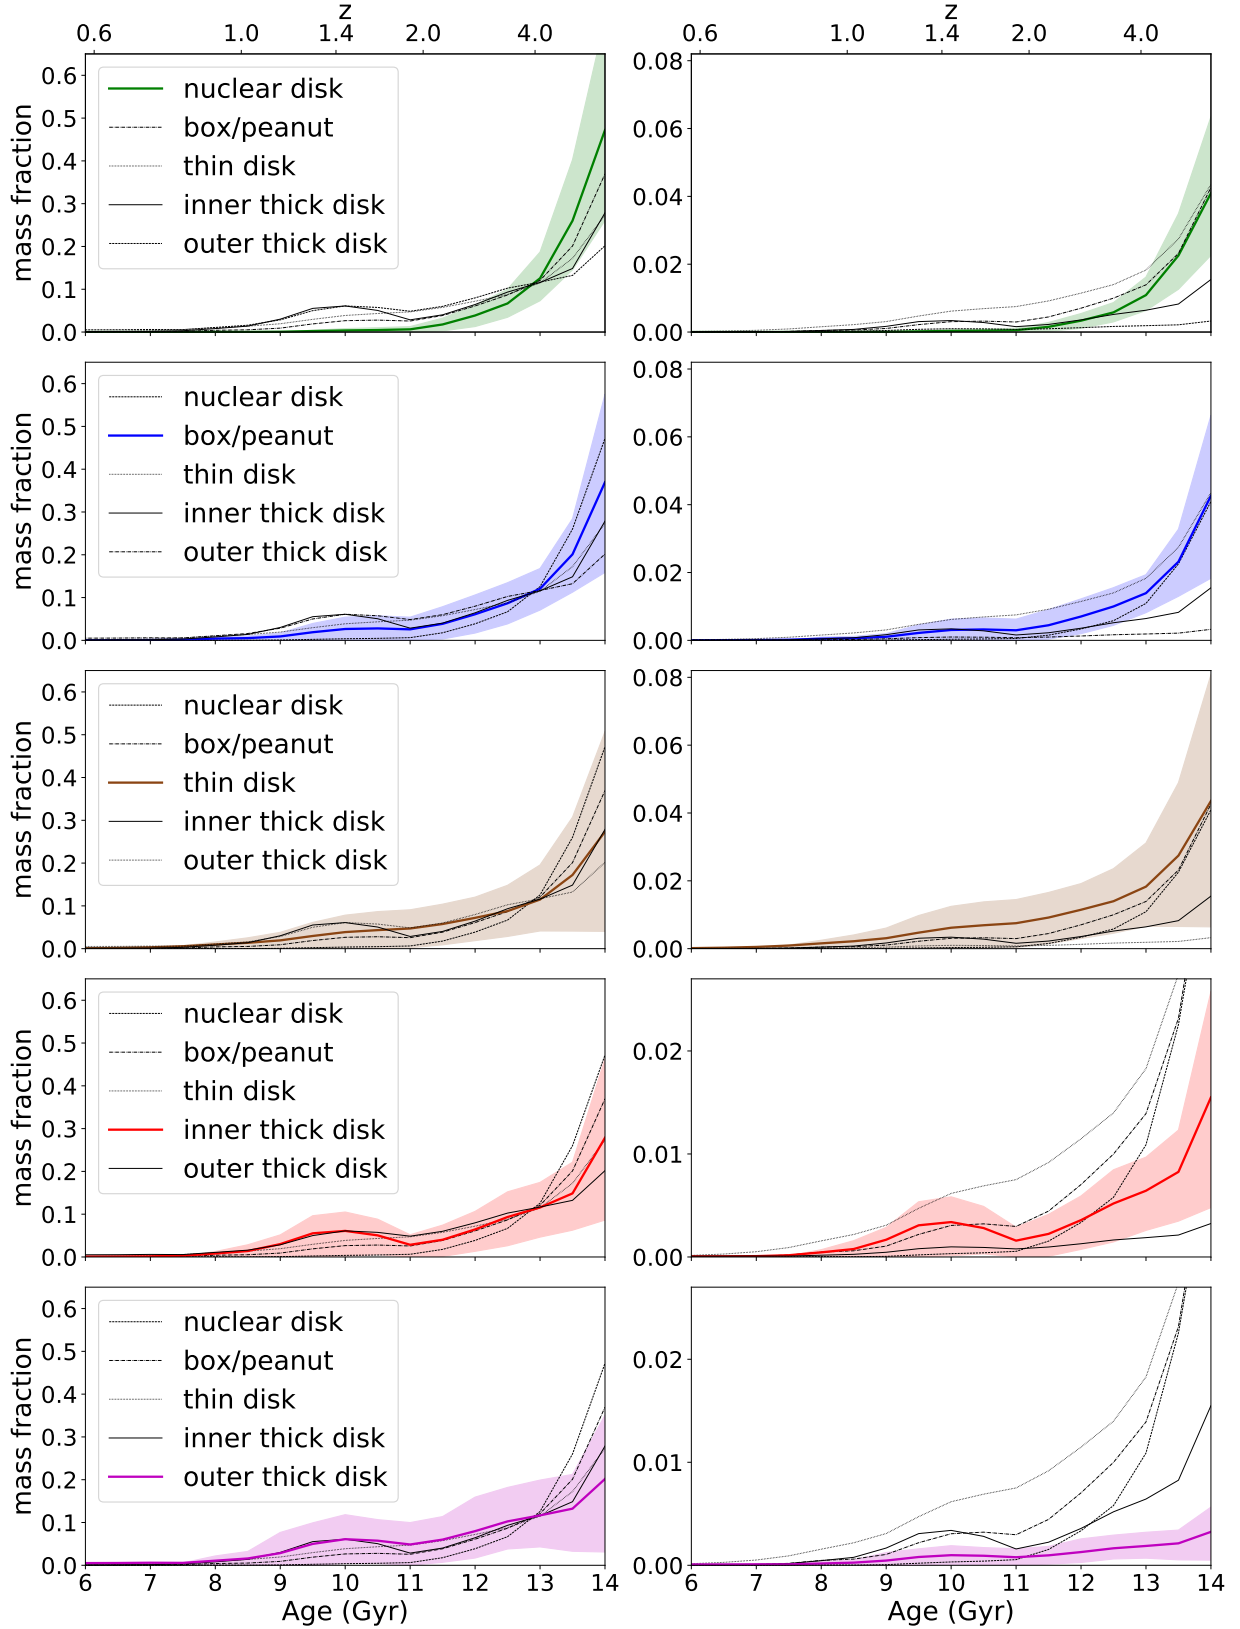 z
z
0.6 1.0 1.4 2.0 4.0
0.6 1.0 1.4 2.0 4.0
mass fraction
0.6
0.5
0.4
0.3
0.2
0.1
0.0
nuclear disk
box/peanut
thin disk
inner thick disk
outer thick disk
0.08
0.06
0.04
0.02
0.00
mass fraction
0.6
0.5
0.4
0.3
0.2
0.1
0.0
nuclear disk
box/peanut
thin disk
inner thick disk
outer thick disk
0.08
0.06
0.04
0.02
0.00
mass fraction
0.6
0.5
0.4
0.3
0.2
0.1
0.0
nuclear disk
box/peanut
thin disk
inner thick disk
outer thick disk
0.08
0.06
0.04
0.02
0.00
mass fraction
0.6
0.5
0.4
0.3
0.2
0.1
0.0
nuclear disk
box/peanut
thin disk
inner thick disk
outer thick disk
0.02
0.01
0.00
mass fraction
0.6
0.5
0.4
0.3
0.2
0.1
0.0
nuclear disk
box/peanut
thin disk
inner thick disk
outer thick disk
0.02
0.01
0.00
6 7 8 9 10 11 12 13 14
6 7 8 9 10 11 12 13 14
Age (Gyr)
Age (Gyr)